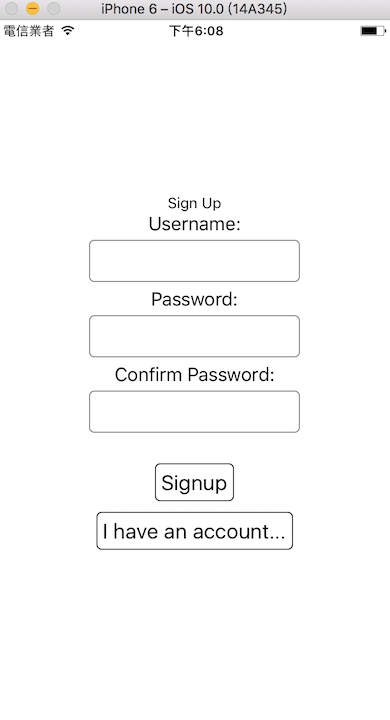 iPhone 6 – iOS 10.0 (14A345)
電信業者 下午6:08
Sign Up
Username:
Password:
Confirm Password:
Signup
I have an account...